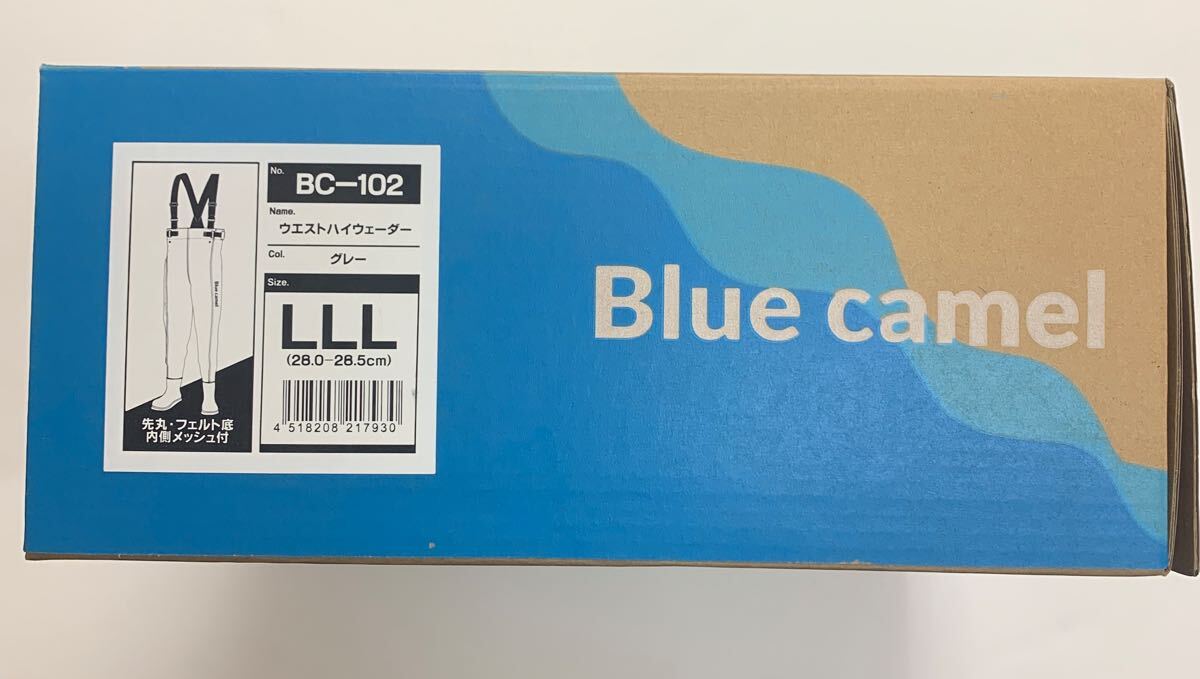 No. BC-102
Name.
ウエストハイウェーダー
Col. グレー
Size.
LLL
(28.0-28.5cm)
4 518208 217930
Blue camel
先丸・フェルト底
内側メッシュ付
Blue camel